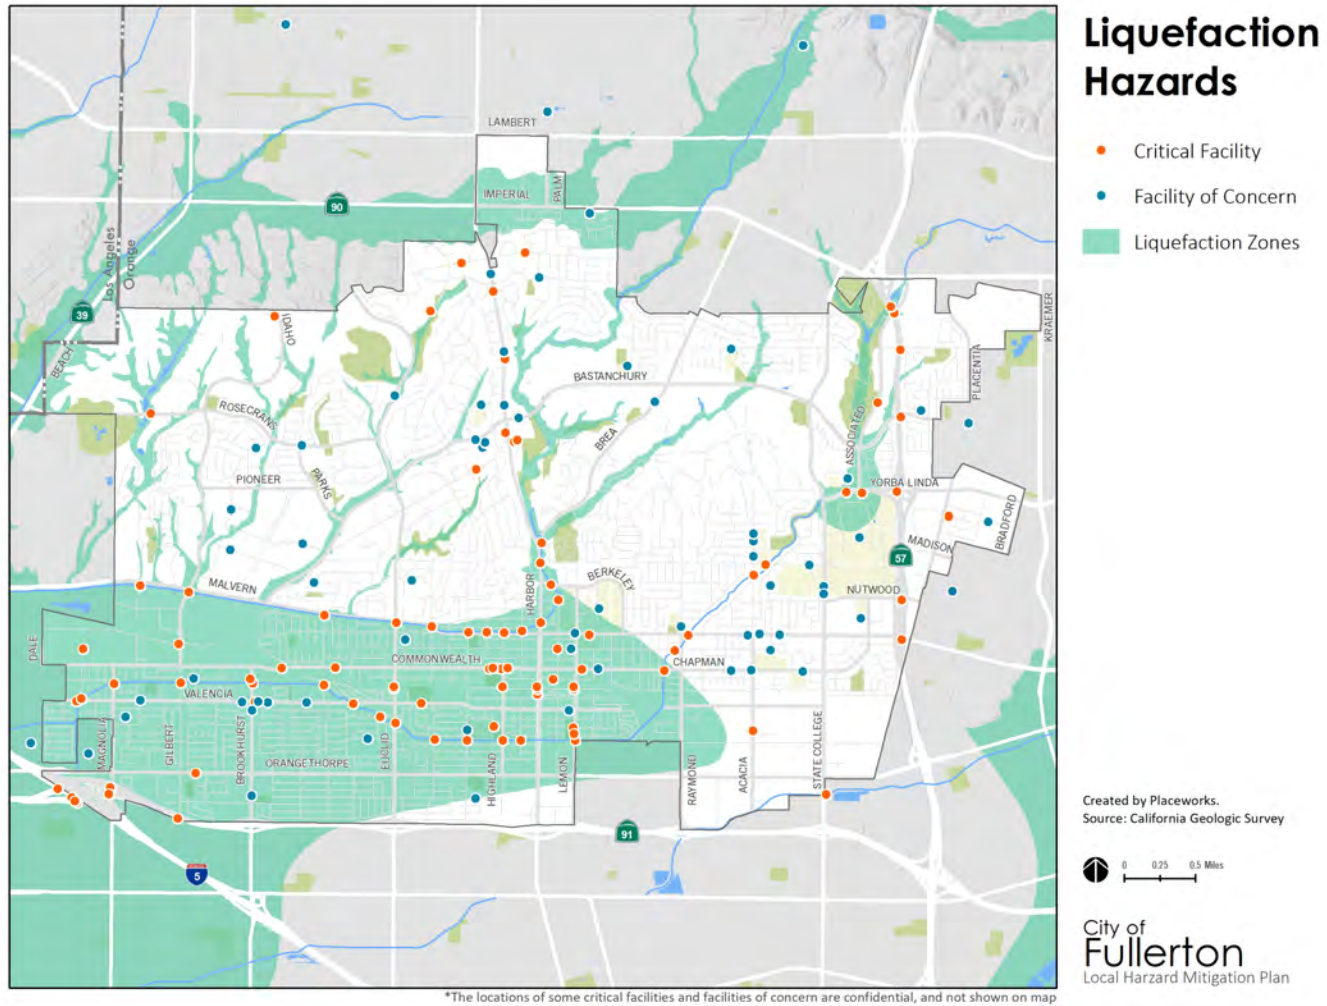 Liquefaction
Hazards
Critical Facility
Facility of Concern
Liquefaction Zones
LAMBERT
IMPERIAL
PALM
90
Los Angeles
Orange
39
BEACH
IDAHO
KRAEMER
PLACENTIA
BASTANCHURY
ROSECRANS
BREA
ASSOCIATED
PIONEER
PARKS
YORBA LINDA
BRADFORD
MADISON
57
MALVERN
HARBOR
BERKELEY
NUTWOOD
DALE
COMMONWEALTH
CHAPMAN
VALENCIA
MAGNOLIA
GILBERT
BROOKHURST
EUCLID
ORANGETHORPE
HIGHLAND
LEMON
RAYMOND
ACACIA
STATE COLLEGE
91
5
Created by Placeworks.
Source: California Geologic Survey
0 0.25 0.5 Miles
City of
Fullerton
Local Harzard Mitigation Plan
*The locations of some critical facilities and facilities of concern are confidential, and not shown on map